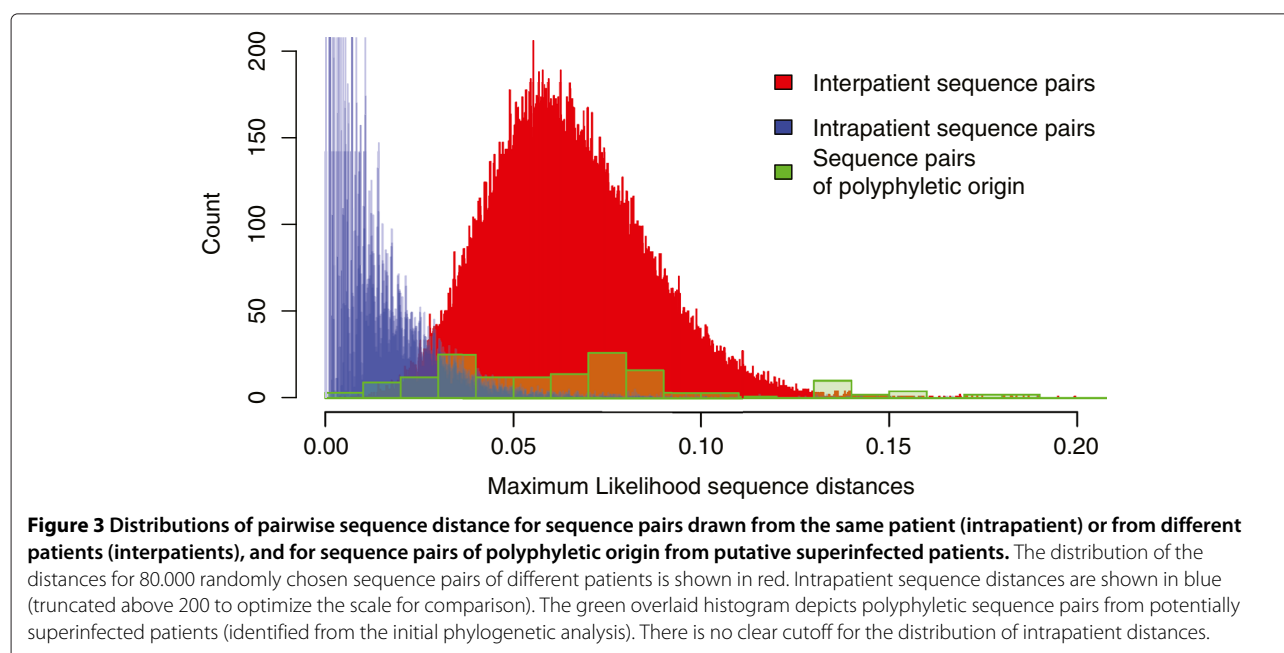 200
150
100
50
0
Count
Interpatient sequence pairs
Intrapatient sequence pairs
Sequence pairs
of polyphyletic origin
0.00 0.05 0.10 0.15 0.20
Maximum Likelihood sequence distances
Figure 3 Distributions of pairwise sequence distance for sequence pairs drawn from the same patient (intrapatient) or from different
patients (interpatients), and for sequence pairs of polyphyletic origin from putative superinfected patients. The distribution of the
distances for 80.000 randomly chosen sequence pairs of different patients is shown in red. Intrapatient sequence distances are shown in blue
(truncated above 200 to optimize the scale for comparison). The green overlaid histogram depicts polyphyletic sequence pairs from potentially
superinfected patients (identified from the initial phylogenetic analysis). There is no clear cutoff for the distribution of intrapatient distances.